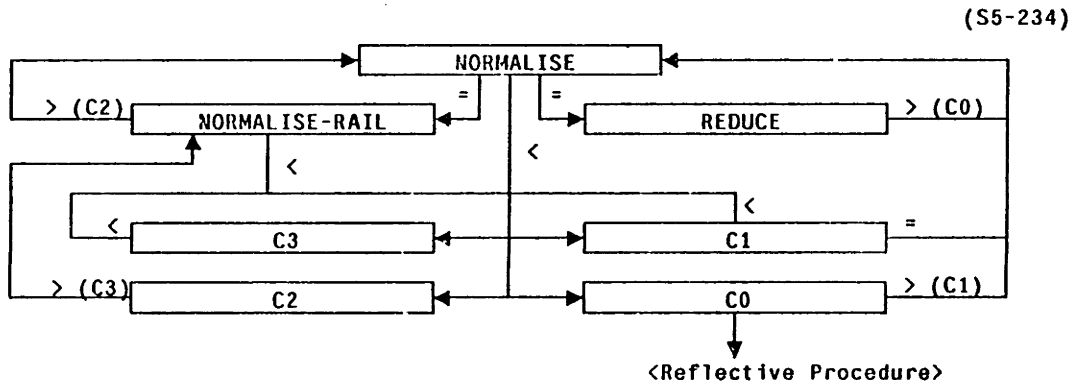 (S5-234)
NORMALISE
= =
> (C2) NORMALISE-RAIL REDUCE > (C0)
< <
<
< C3 C1 =
> (C3) C2 C0 > (C1)
<Reflective Procedure>